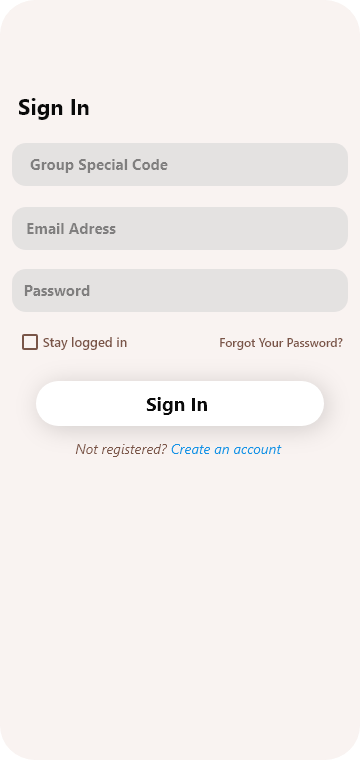 Sign In
Group Special Code
Email Adress
Password
Stay logged in Forgot Your Password?
Sign In
Not registered? Create an account